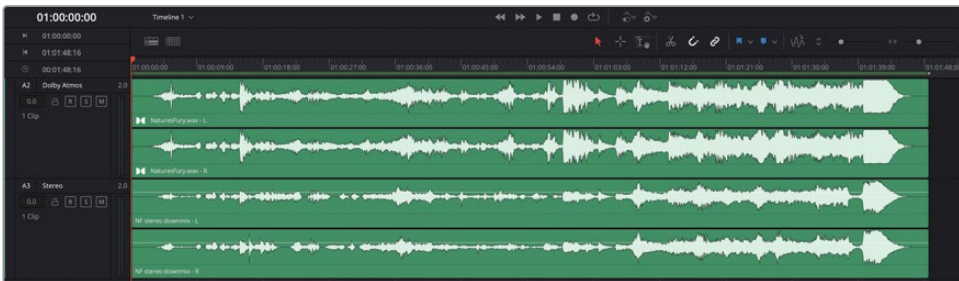 01:00:00:00 Timeline 1
01:00:00:00
01:01:48:16
00:01:48:16
01:00:00:00 01:00:09:00 01:00:18:00 01:00:27:00 01:00:36:00 01:00:45:00 01:00:54:00 01:01:03:00 01:01:12:00 01:01:21:00 01:01:30:00 01:01:39:00 01:01:48:0
A2 Dolby Atmos 2.0
0.0 R S M
1 Clip
NaturesFury.wav - L
NaturesFury.wav - R
A3 Stereo 2.0
0.0 R S M
1 Clip
NF stereo downmix - L
NF stereo downmix - R